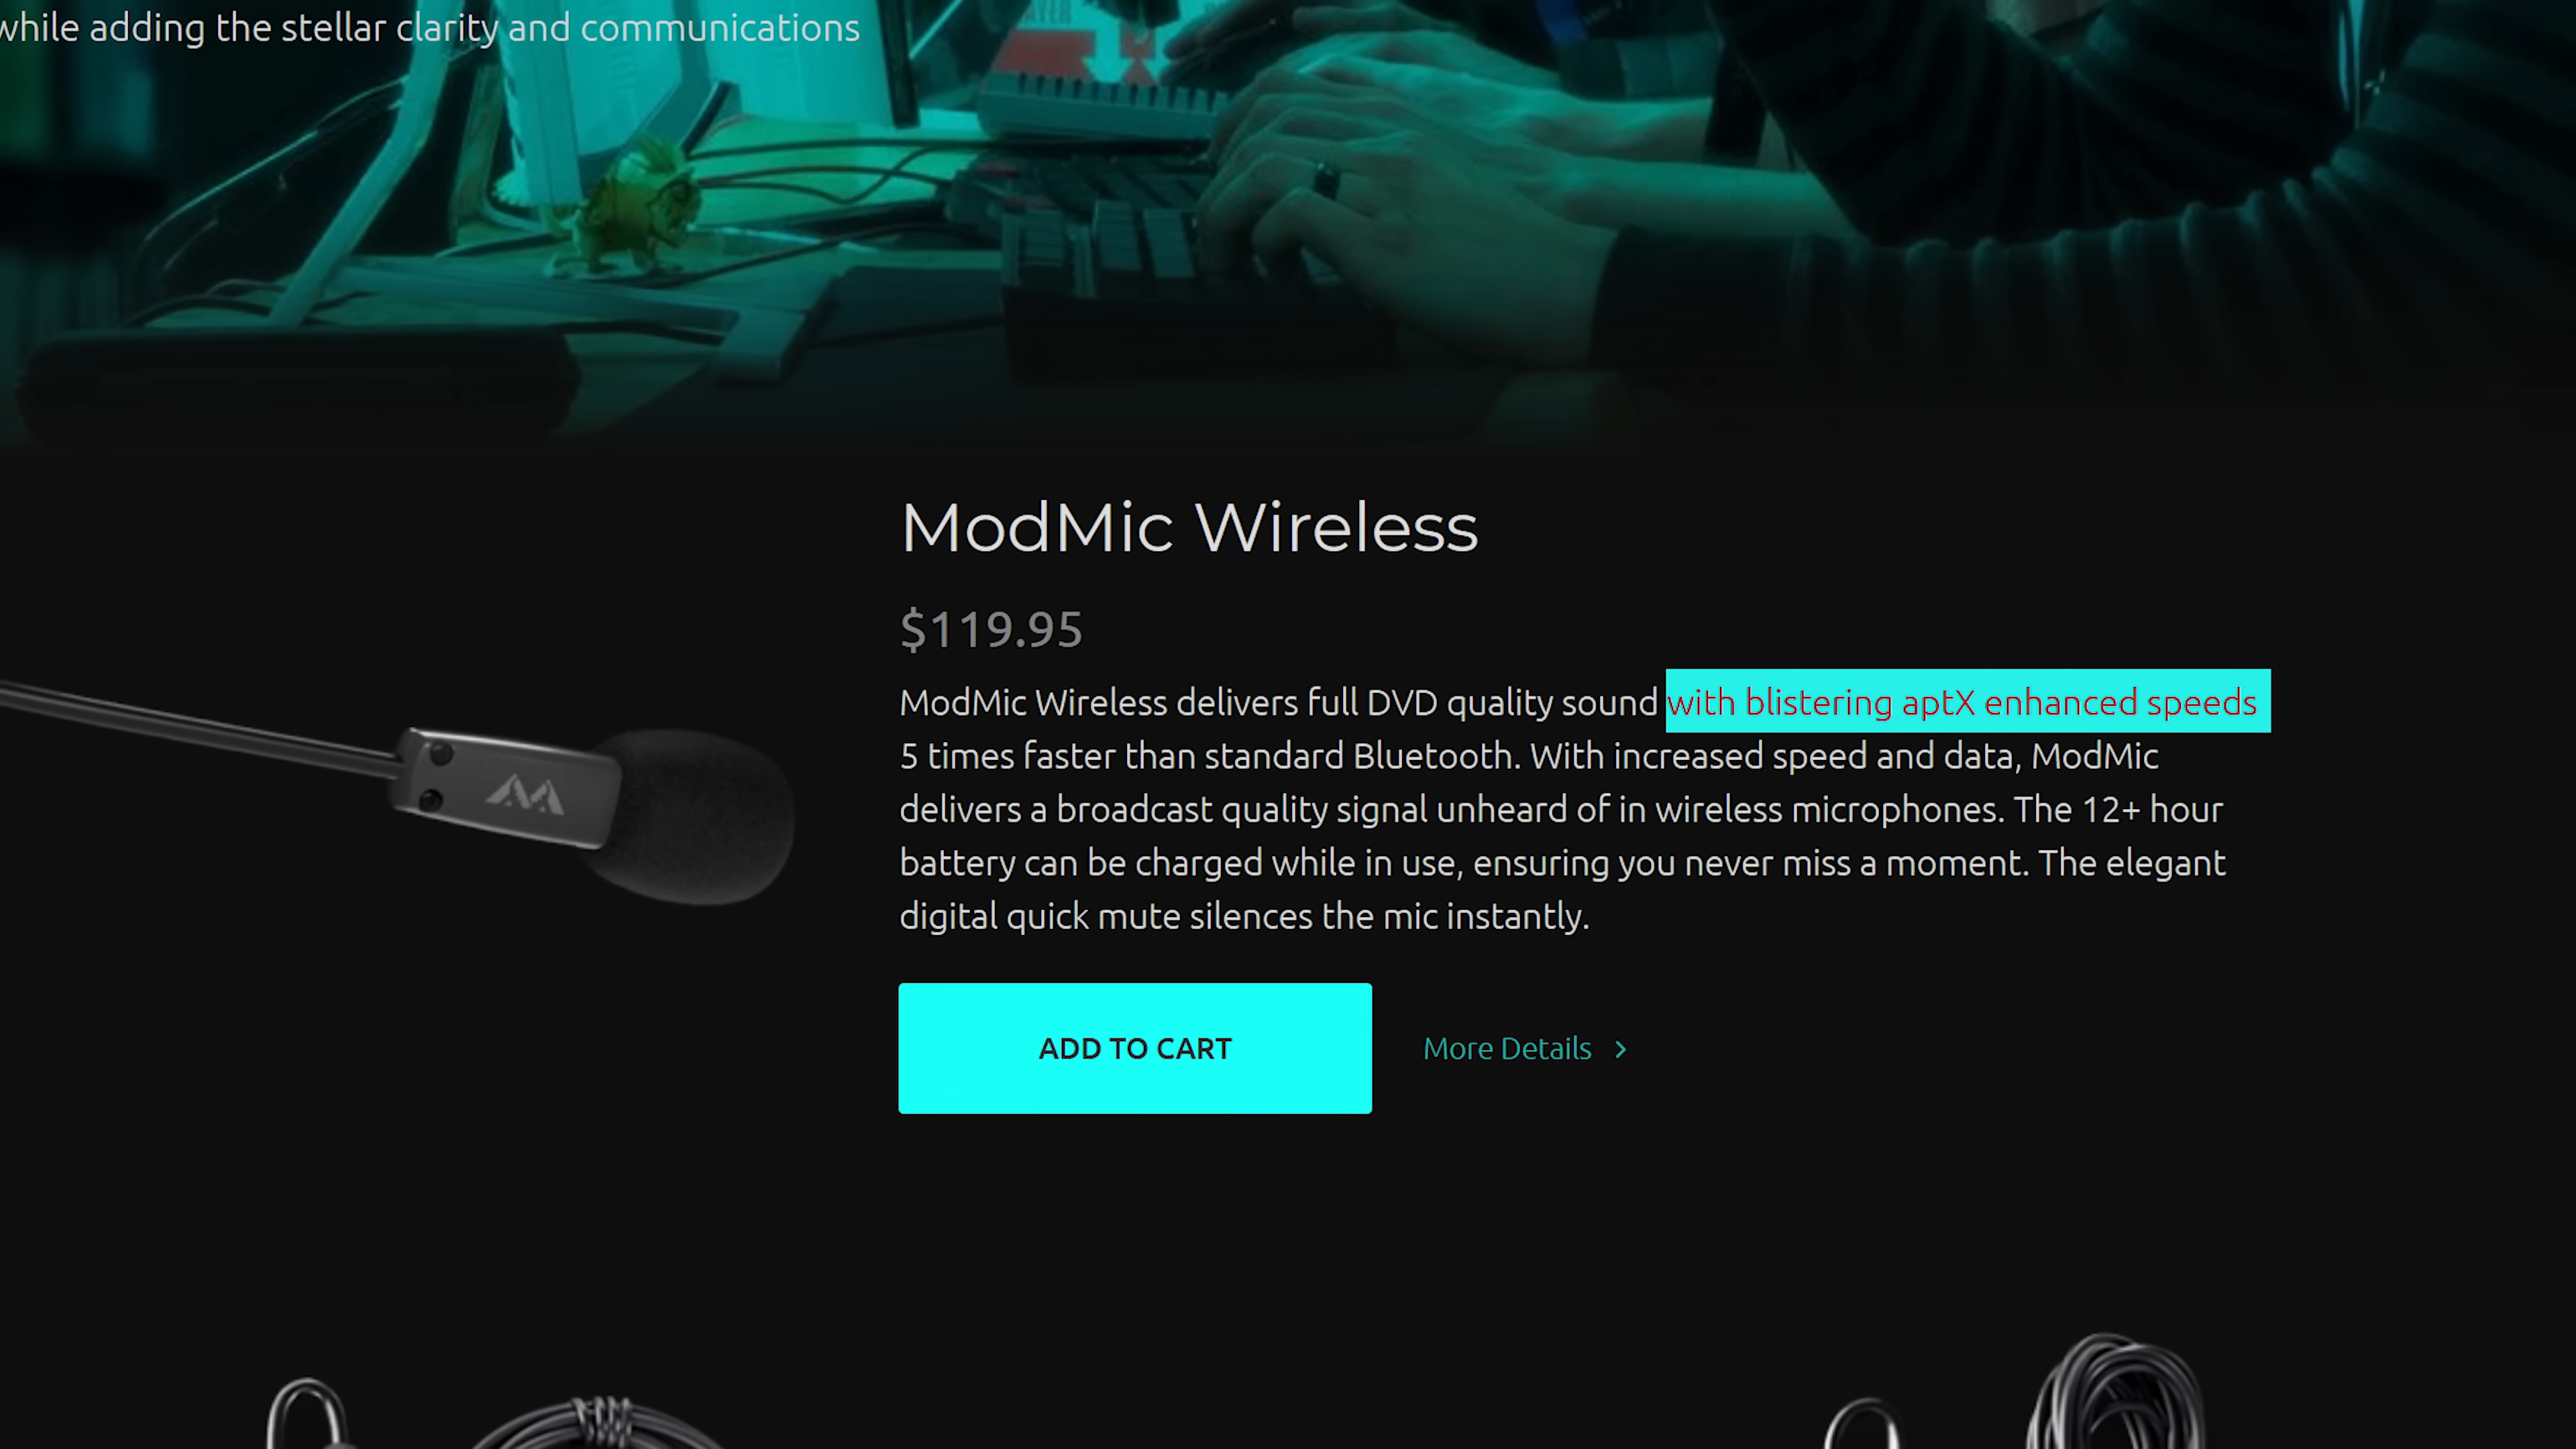 while adding the stellar clarity and communications
ModMic Wireless
$119.95
ModMic Wireless delivers full DVD quality sound with blistering aptX enhanced speeds
5 times faster than standard Bluetooth. With increased speed and data, ModMic
delivers a broadcast quality signal unheard of in wireless microphones. The 12+ hour
battery can be charged while in use, ensuring you never miss a moment. The elegant
digital quick mute silences the mic instantly.
ADD TO CART
More Details